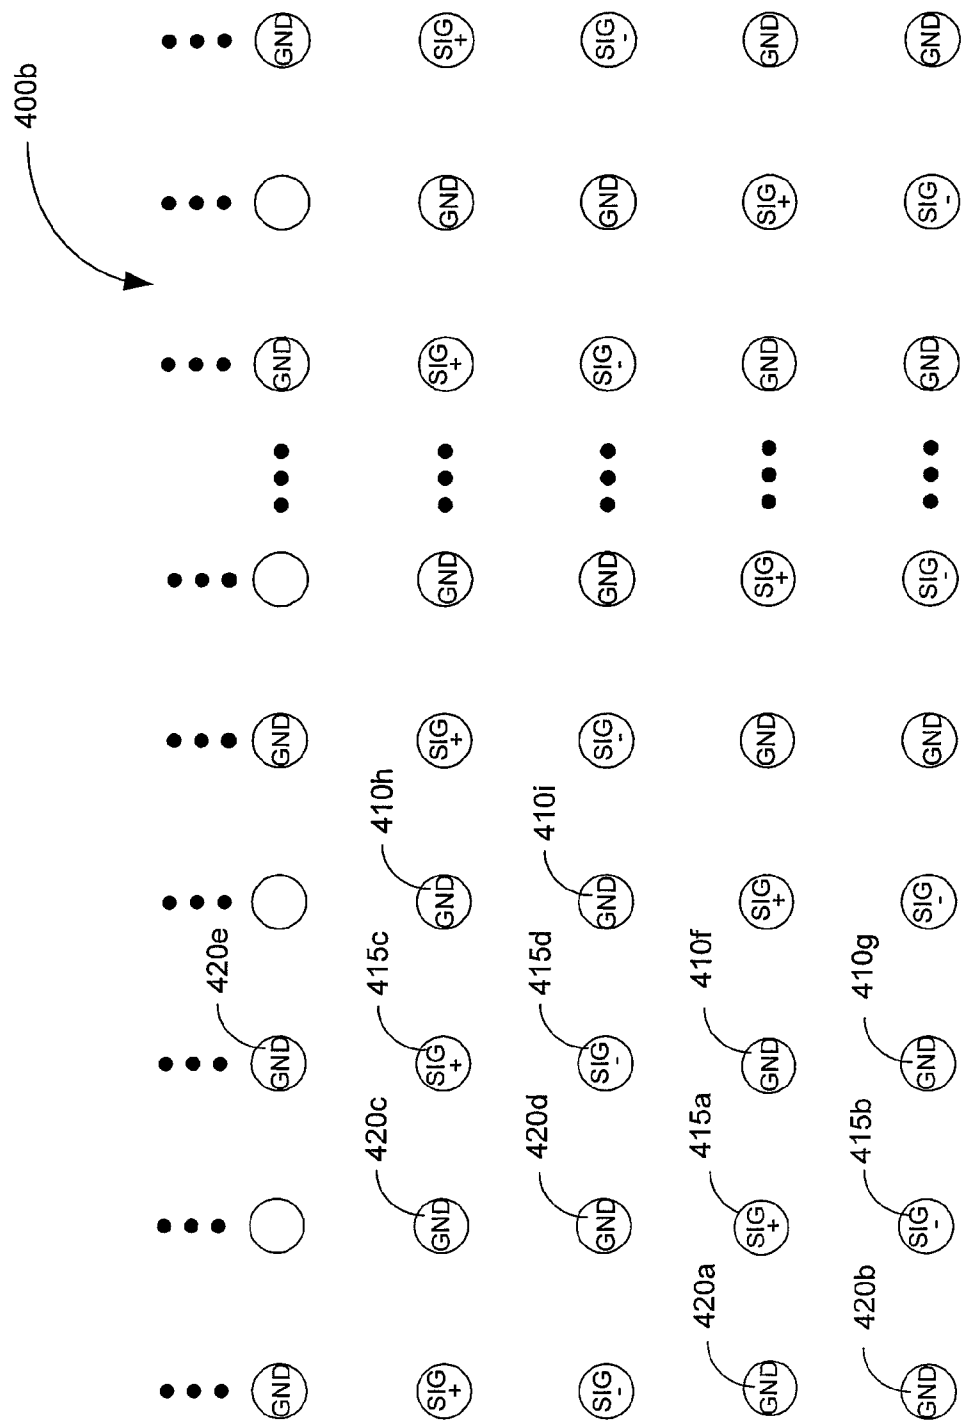 400b
420e
GND GND GND GND GND
420c 415c 410h
SIG GND SIG GND SIG GND SIG GND SIG
+ + + + +
420d 415d 410i
SIG GND SIG GND SIG GND SIG GND SIG
- - - - -
420a 415a 410f
GND SIG GND SIG GND SIG GND SIG GND
+ + + +
420b 415b 410g
GND SIG GND SIG GND SIG GND SIG GND
- - - -